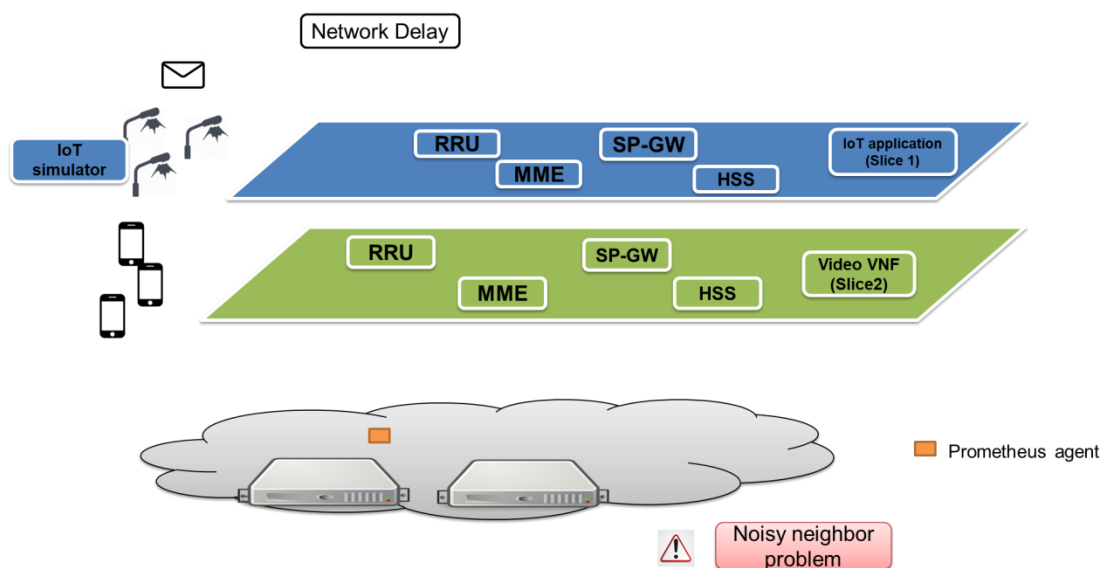 Network Delay
IoT
simulator
RRU
SP-GW
IoT application
(Slice 1)
MME
HSS
RRU
SP-GW
Video VNF
(Slice2)
MME
HSS
Prometheus agent
Noisy neighbor
problem